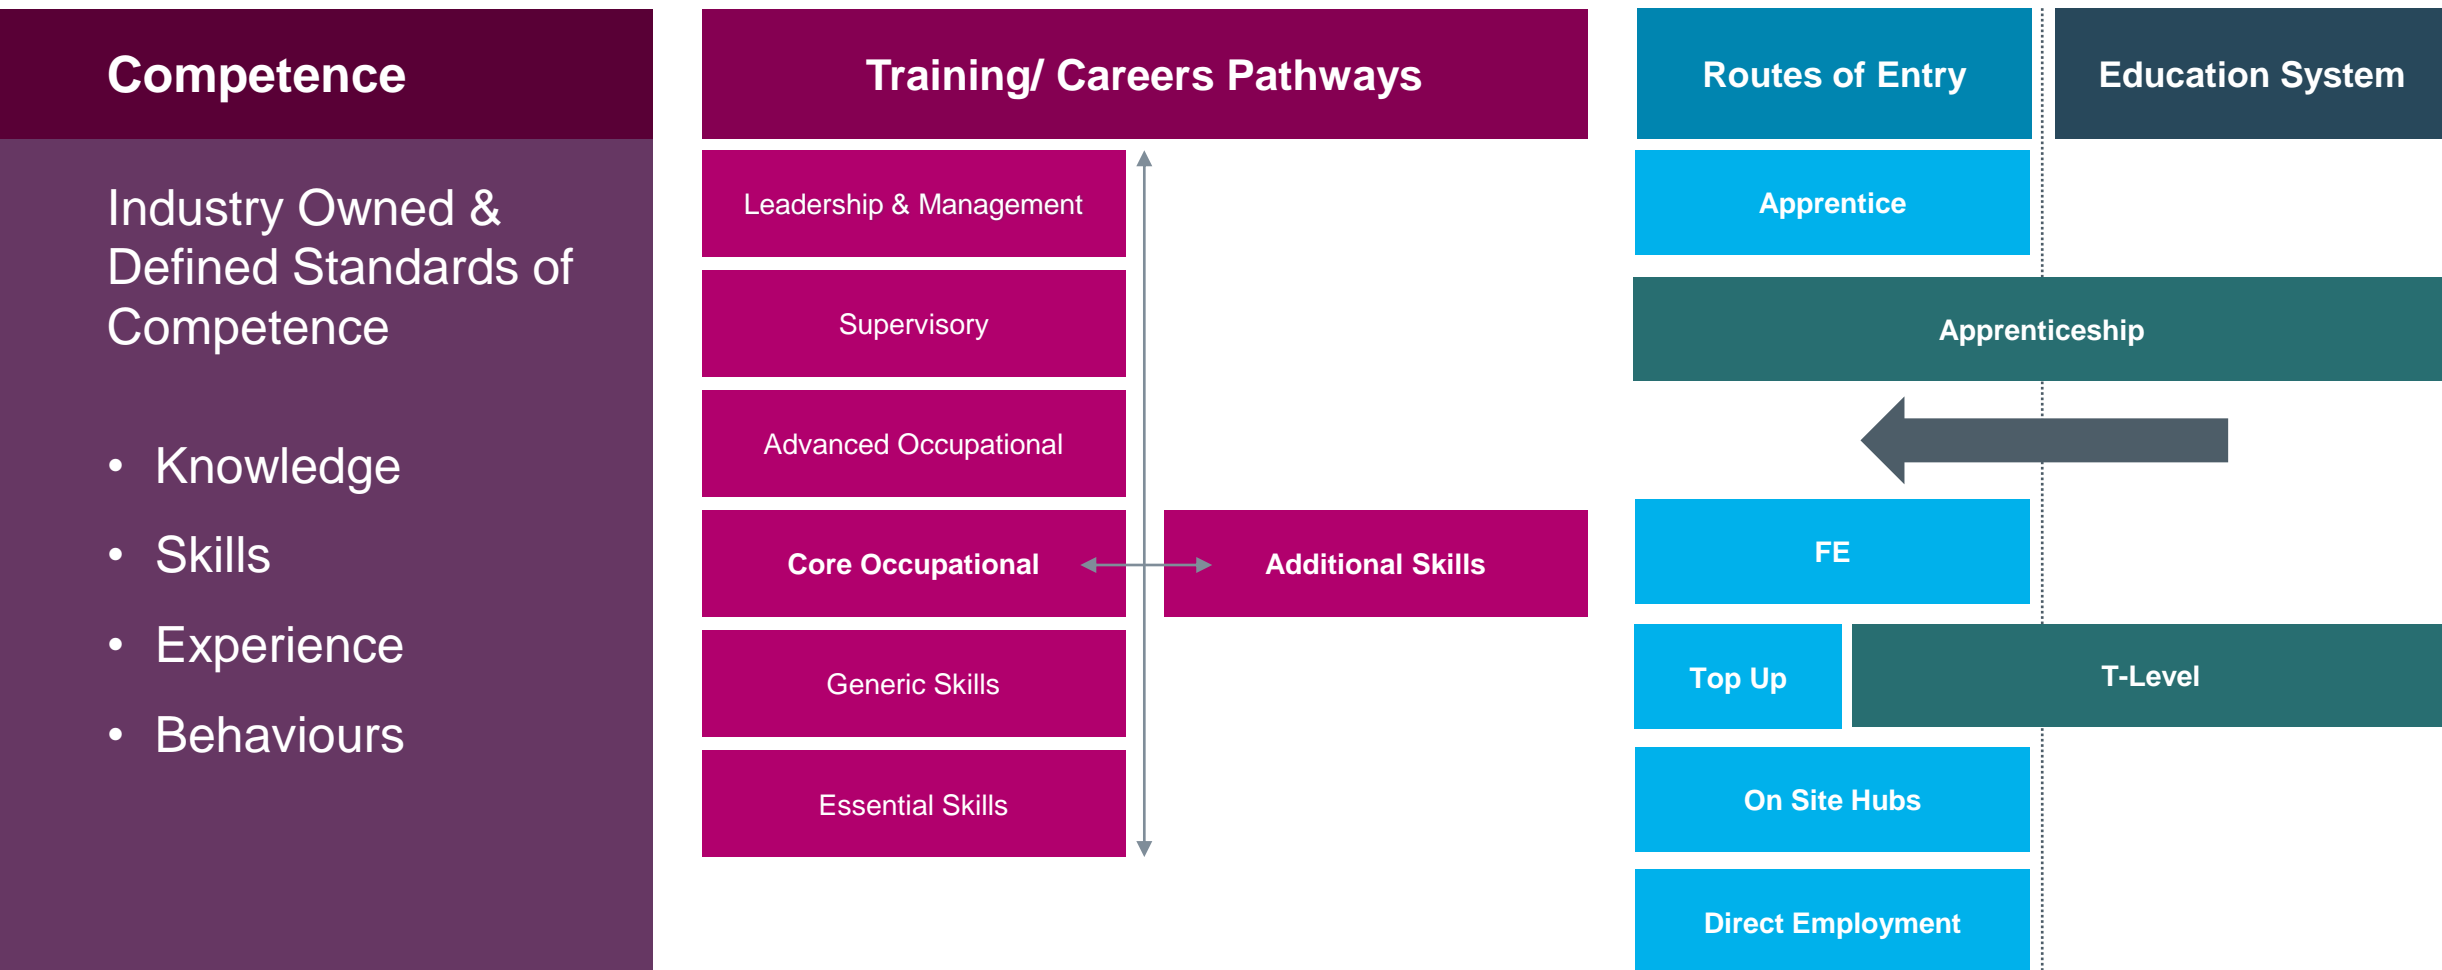 Competence
Industry Owned &
Defined Standards of
Competence
• Knowledge
• Skills
• Experience
• Behaviours
Training/ Careers Pathways
Leadership & Management
Supervisory
Advanced Occupational
Core Occupational
Additional Skills
Generic Skills
Essential Skills
Routes of Entry
Education System
Apprentice
Apprenticeship
FE
Top Up
T-Level
On Site Hubs
Direct Employment